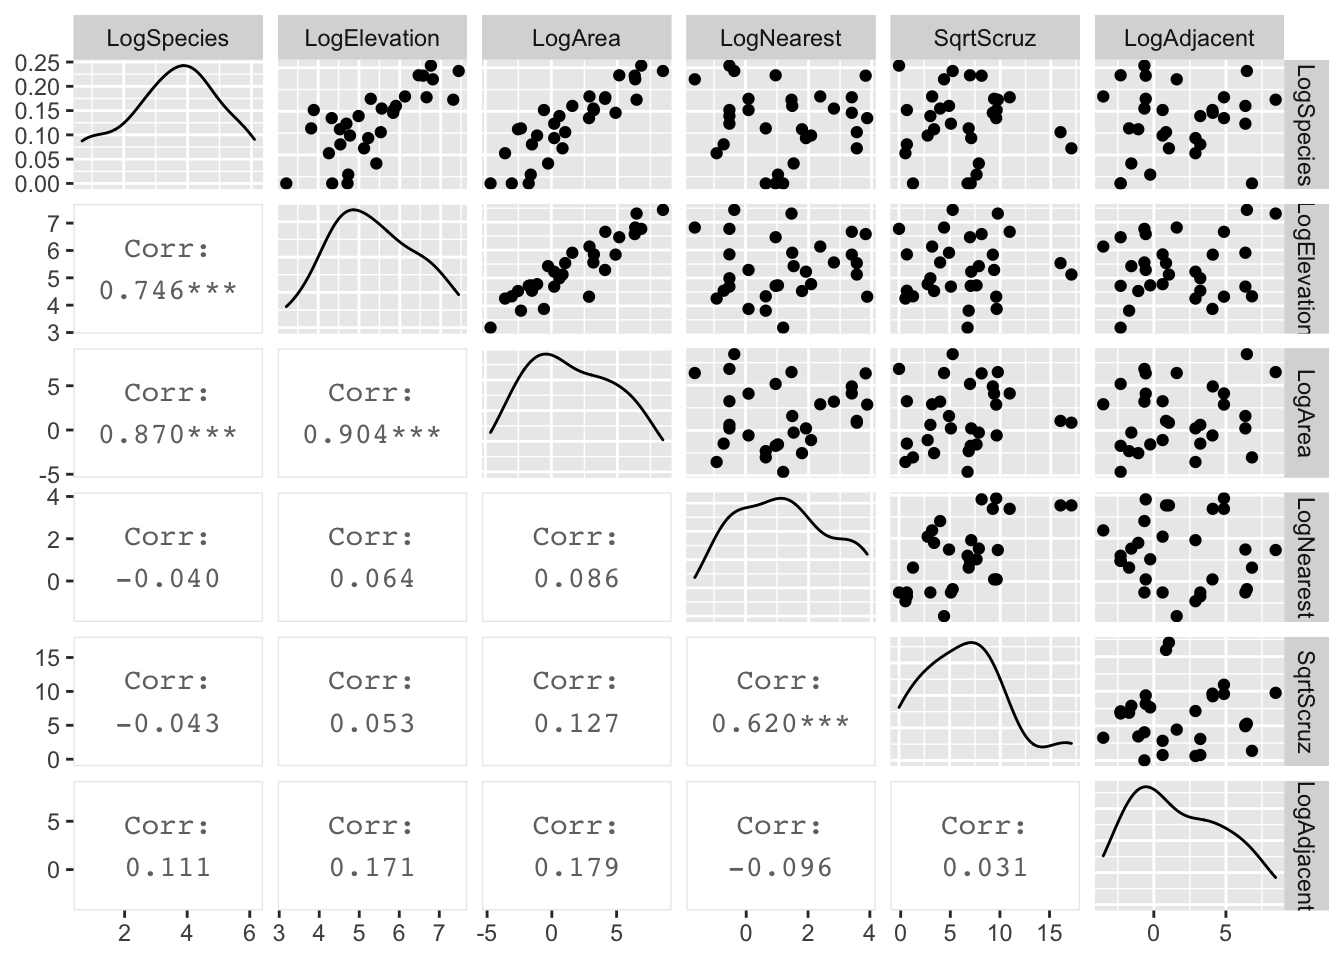 LogSpecies LogElevation LogArea LogNearest SqrtScruz LogAdjacent
0.25
0.20
0.15
0.10
0.05
0.00
LogSpecies
7
6
5
4
3
Corr:
0.746***
LogElevation
5
0
-5
Corr: Corr:
0.870*** 0.904***
LogArea
4
2
0
Corr: Corr: Corr:
-0.040 0.064 0.086
LogNearest
15
10
5
0
Corr: Corr: Corr: Corr:
-0.043 0.053 0.127 0.620***
SqrtScruz
5
0
Corr: Corr: Corr: Corr: Corr:
0.111 0.171 0.179 -0.096 0.031
LogAdjacent
2 4 6 3 4 5 6 7 -5 0 5 0 2 4 0 5 10 15 0 5